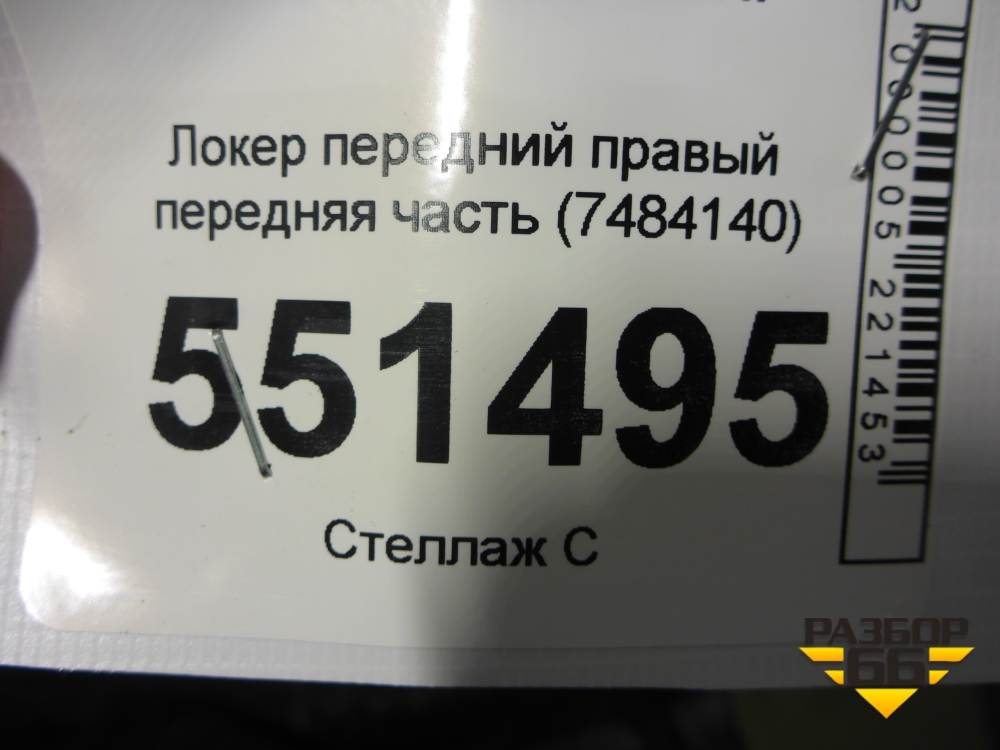 Локер передний правый
передняя часть (7484140)
551495
Стеллаж С
2000005221453
РАЗБОР
66